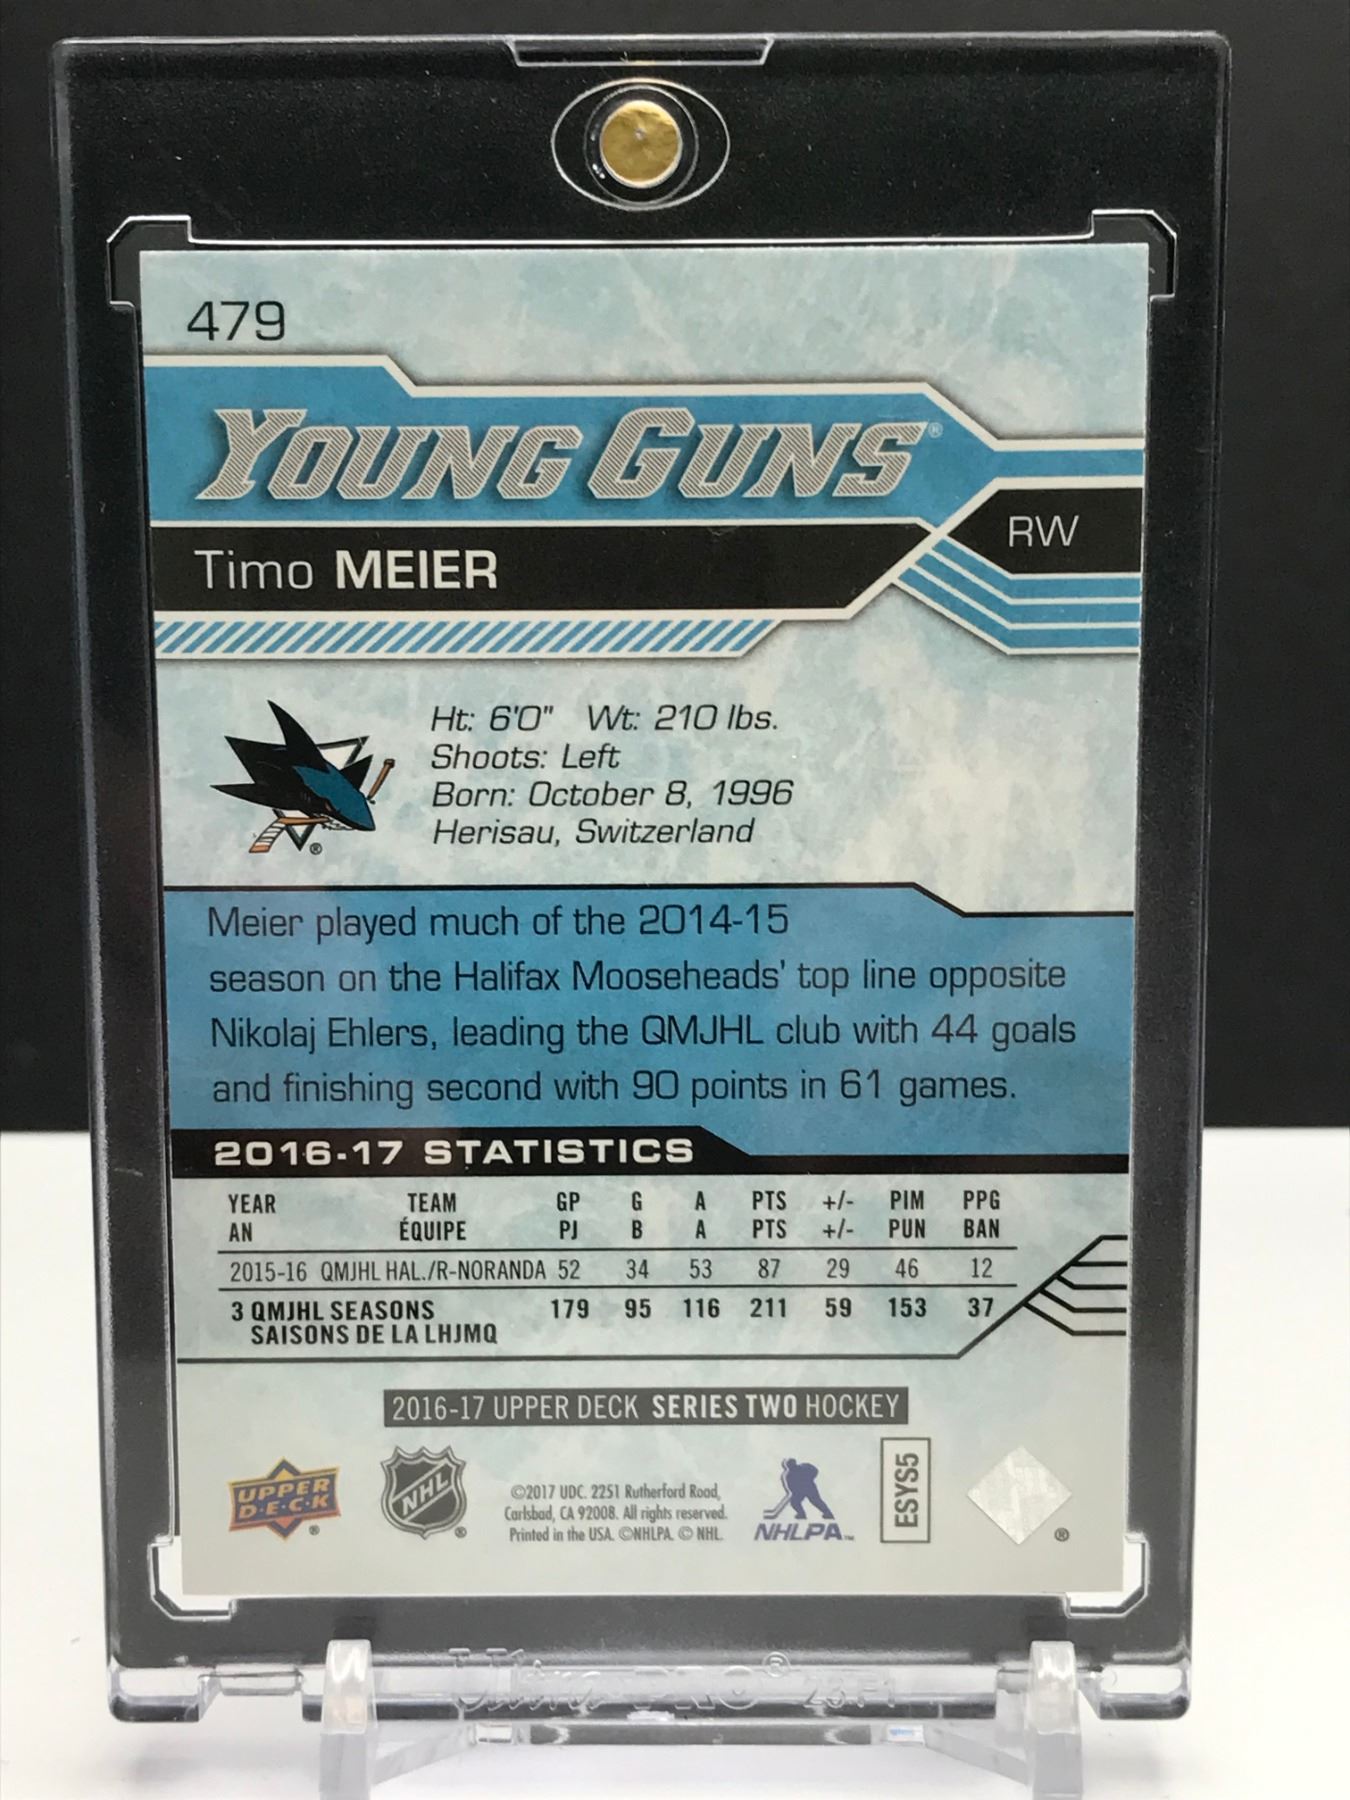 479
YOUNG GUNS®
RW
Timo MEIER
Ht: 6'0" Wt: 210 lbs.
Shoots: Left
Born: October 8, 1996
Herisau, Switzerland
®
Meier played much of the 2014-15
season on the Halifax Mooseheads' top line opposite
Nikolaj Ehlers, leading the QMJHL club with 44 goals
and finishing second with 90 points in 61 games.
2016-17 STATISTICS
YEAR TEAM GP G A PTS +/- PIM PPG
AN ÉQUIPE PJ B A PTS +/- PUN BAN
2015-16 QMJHL HAL./R-NORANDA 52 34 53 87 29 46 12
3 QMJHL SEASONS 179 95 116 211 59 153 37
SAISONS DE LA LHJMQ
2016-17 UPPER DECK SERIES TWO HOCKEY
UPPER
D·E·C·K
®
NHL
®
©2017 UDC. 2251 Rutherford Road,
Carlsbad, CA 92008. All rights reserved.
Printed in the USA. ©NHLPA. © NHL.
NHLPA™
ESYS5
®
Ultra PRO®